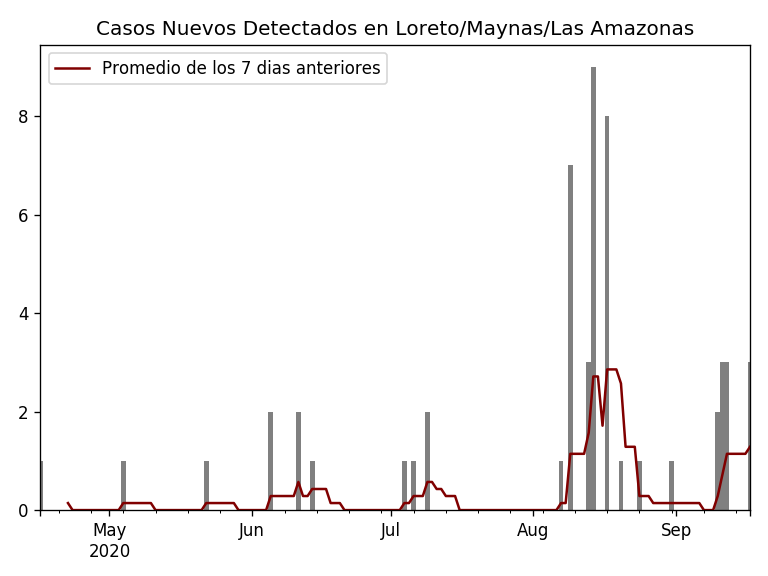 Casos Nuevos Detectados en Loreto/Maynas/Las Amazonas
Promedio de los 7 dias anteriores
8
6
4
2
0
May Jun Jul Aug Sep
2020